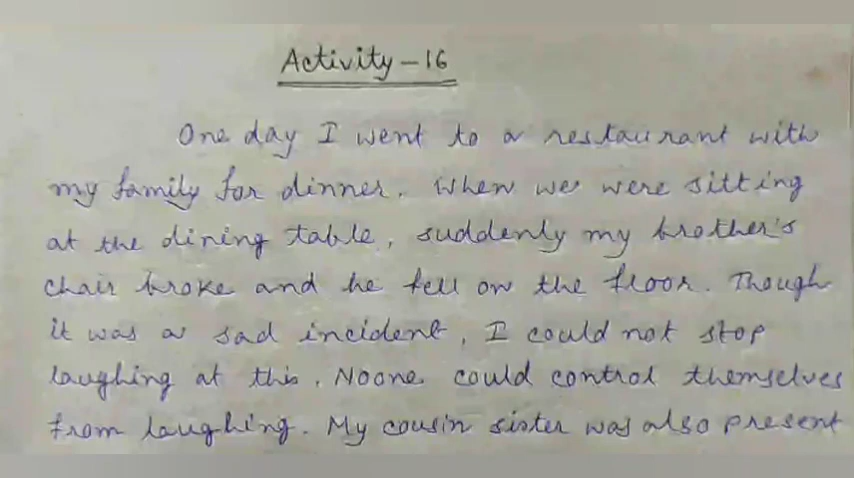 Activity - 16
One day I went to a restaurant with
my family for dinner. When we were sitting
at the dining table, suddenly my brother's
chair broke and he fell on the floor. Though
it was a sad incident, I could not stop
laughing at this. Noone could control themselves
from laughing. My cousin sister was also present